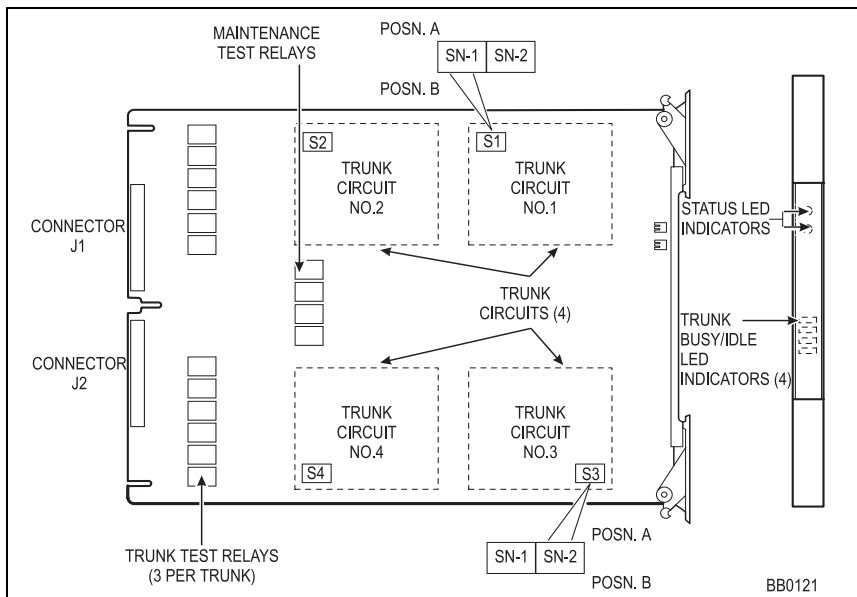 MAINTENANCE
TEST RELAYS
POSN. A
SN-1 SN-2
POSN. B
S2
TRUNK
CIRCUIT
NO.2
S1
TRUNK
CIRCUIT
NO.1
CONNECTOR
J1
STATUS LED
INDICATORS
TRUNK
CIRCUITS (4)
TRUNK
BUSY/IDLE
LED
INDICATORS (4)
CONNECTOR
J2
TRUNK
CIRCUIT
NO.4
S4
TRUNK
CIRCUIT
NO.3
S3
POSN. A
SN-1 SN-2
POSN. B
TRUNK TEST RELAYS
(3 PER TRUNK)
BB0121